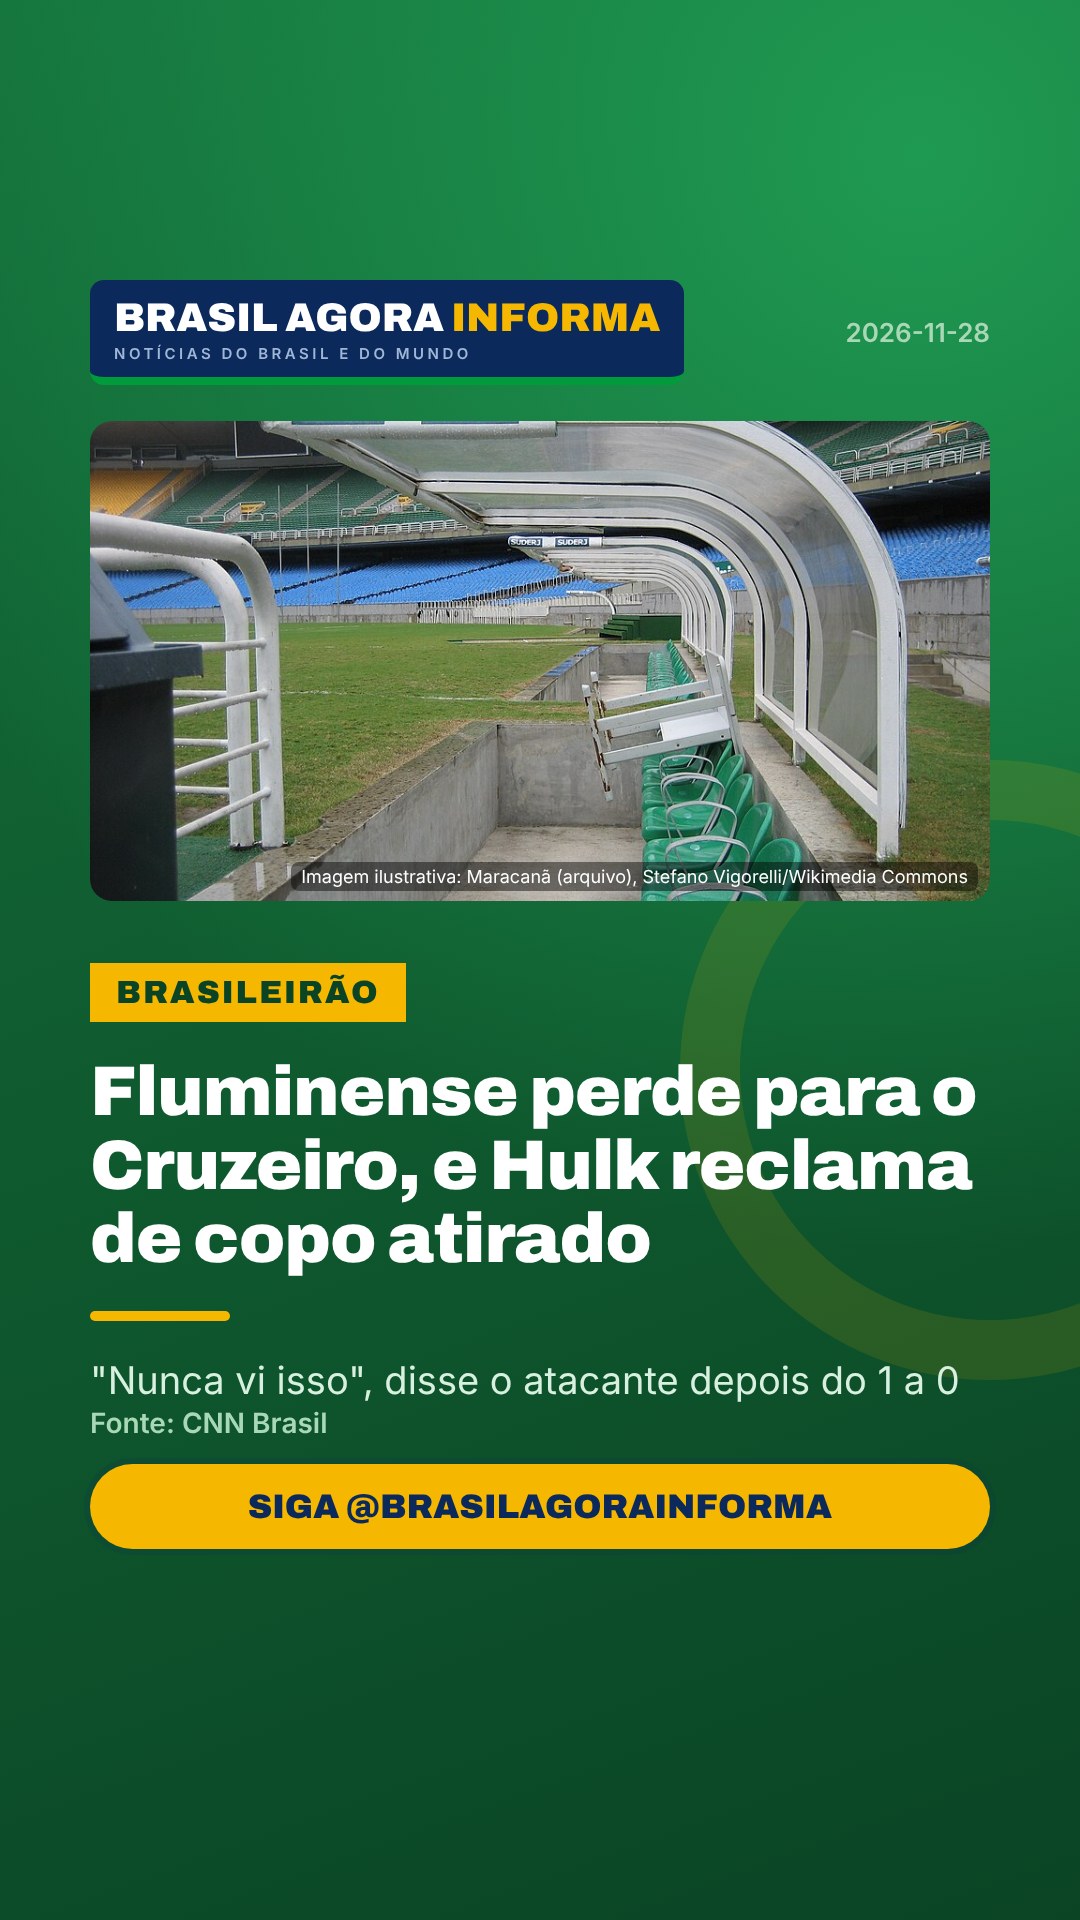 BRASIL AGORA INFORMA
NOTÍCIAS DO BRASIL E DO MUNDO
2026-11-28
SUDERJ SUDERJ
Imagem ilustrativa: Maracanã (arquivo), Stefano Vigorelli/Wikimedia Commons
BRASILEIRÃO
Fluminense perde para o
Cruzeiro, e Hulk reclama
de copo atirado
"Nunca vi isso", disse o atacante depois do 1 a 0
Fonte: CNN Brasil
SIGA @BRASILAGORAINFORMA